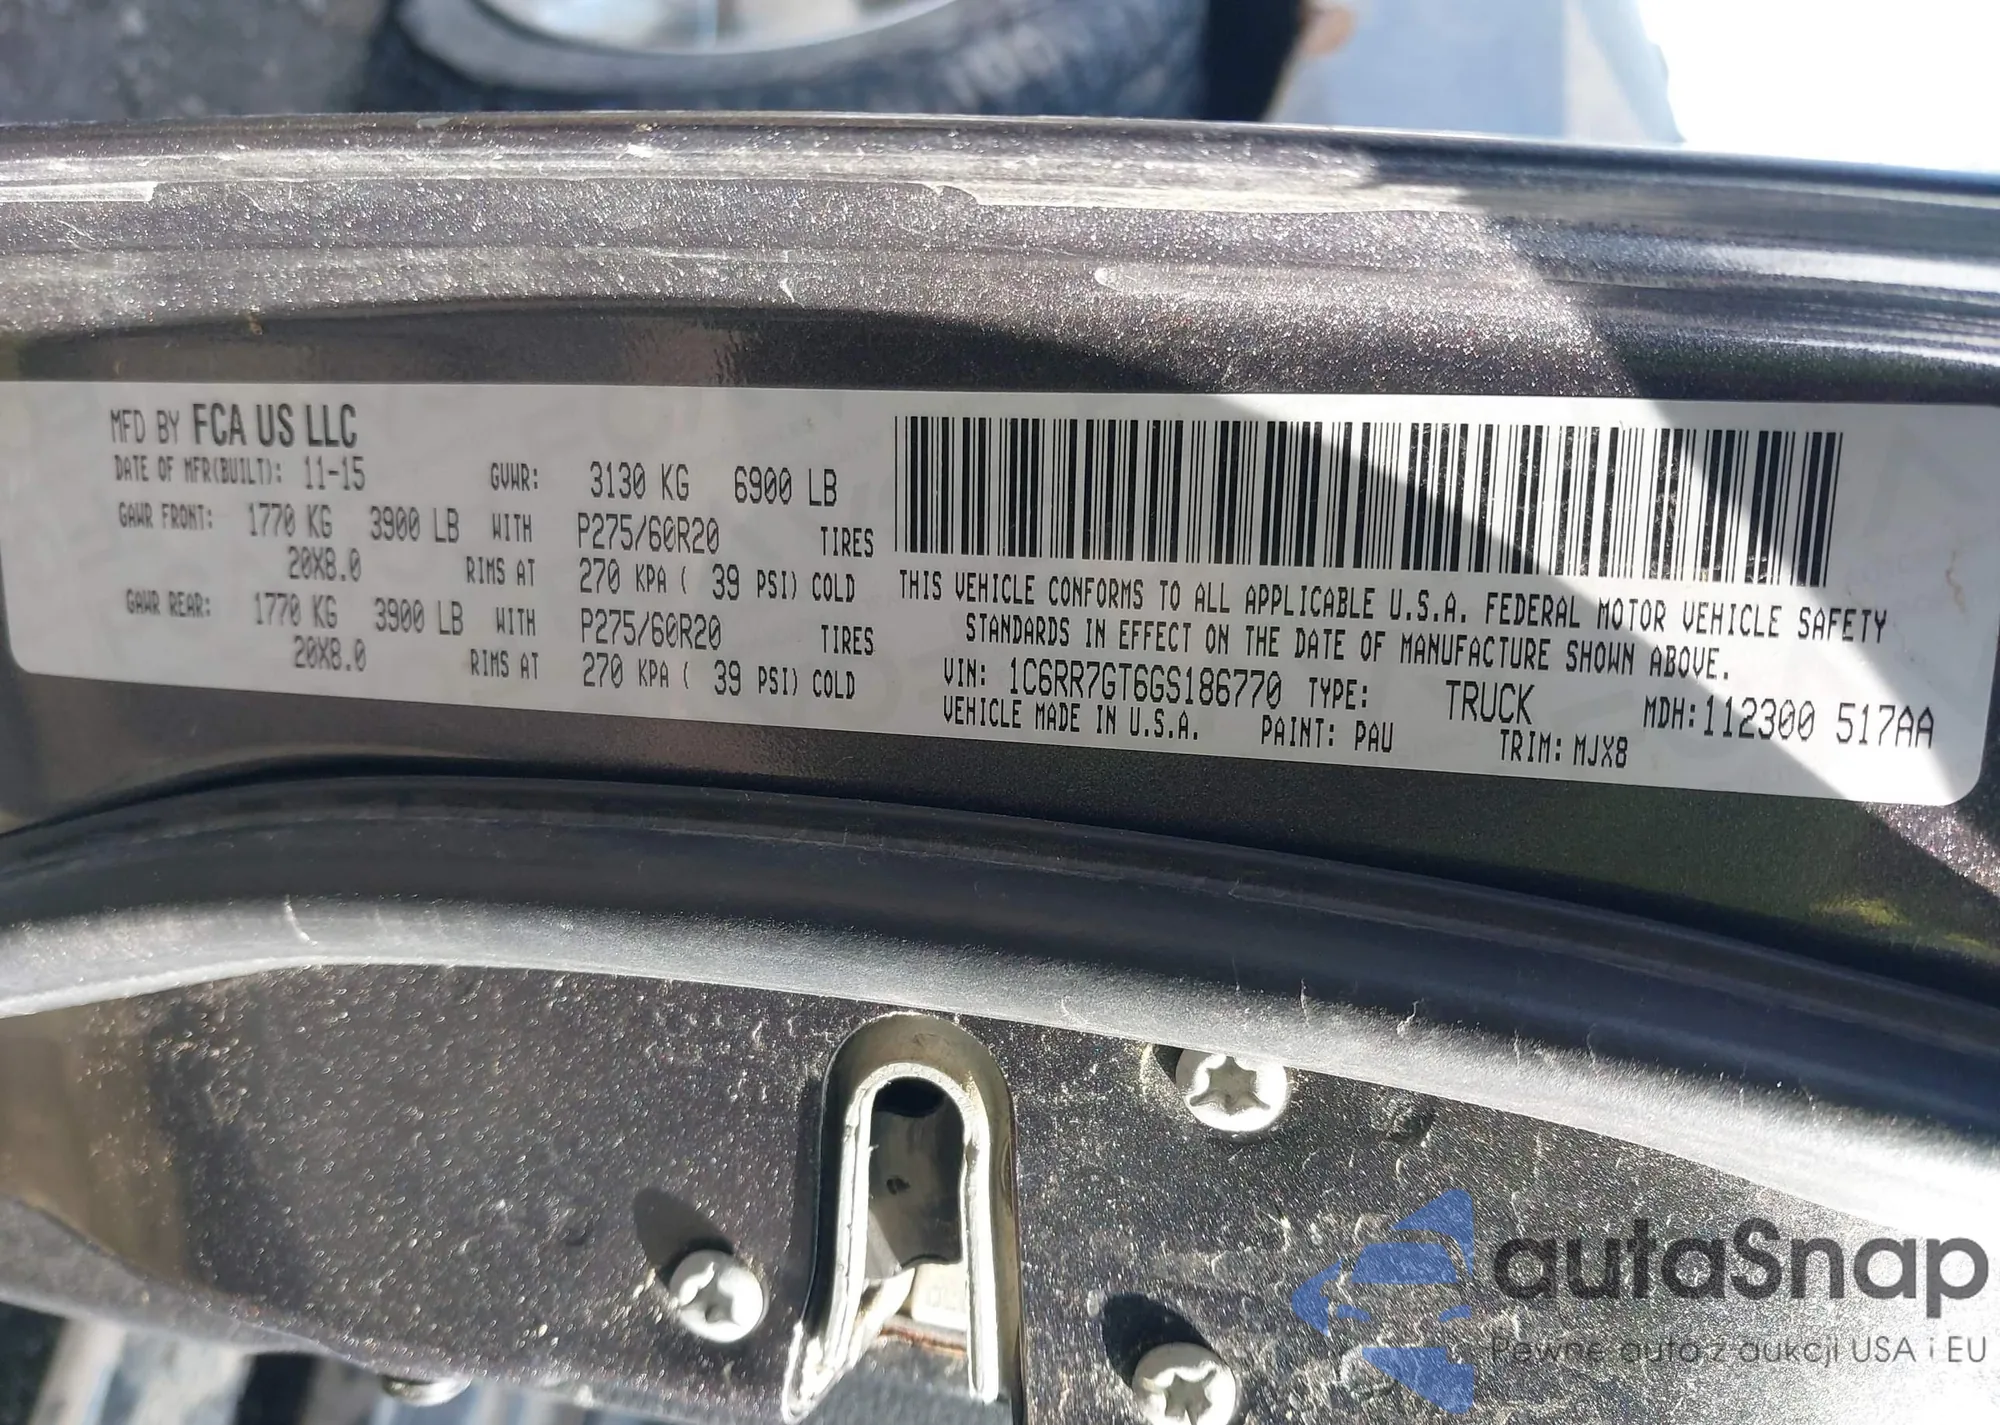 MFD BY FCA US LLC
DATE OF MFR(BUILT): 11-15 GVWR: 3130 KG 6900 LB
GAWR FRONT: 1770 KG 3900 LB WITH P275/60R20 TIRES
20X8.0 RIMS AT 270 KPA ( 39 PSI) COLD
GAWR REAR: 1770 KG 3900 LB WITH P275/60R20 TIRES
20X8.0 RIMS AT 270 KPA ( 39 PSI) COLD
THIS VEHICLE CONFORMS TO ALL APPLICABLE U.S.A. FEDERAL MOTOR VEHICLE SAFETY
STANDARDS IN EFFECT ON THE DATE OF MANUFACTURE SHOWN ABOVE.
VIN: 1C6RR7GT6GS186770 TYPE: TRUCK MDH:112300 517AA
VEHICLE MADE IN U.S.A. PAINT: PAU TRIM: MJX8
autaSnap
Pewne auta z aukcji USA i EU